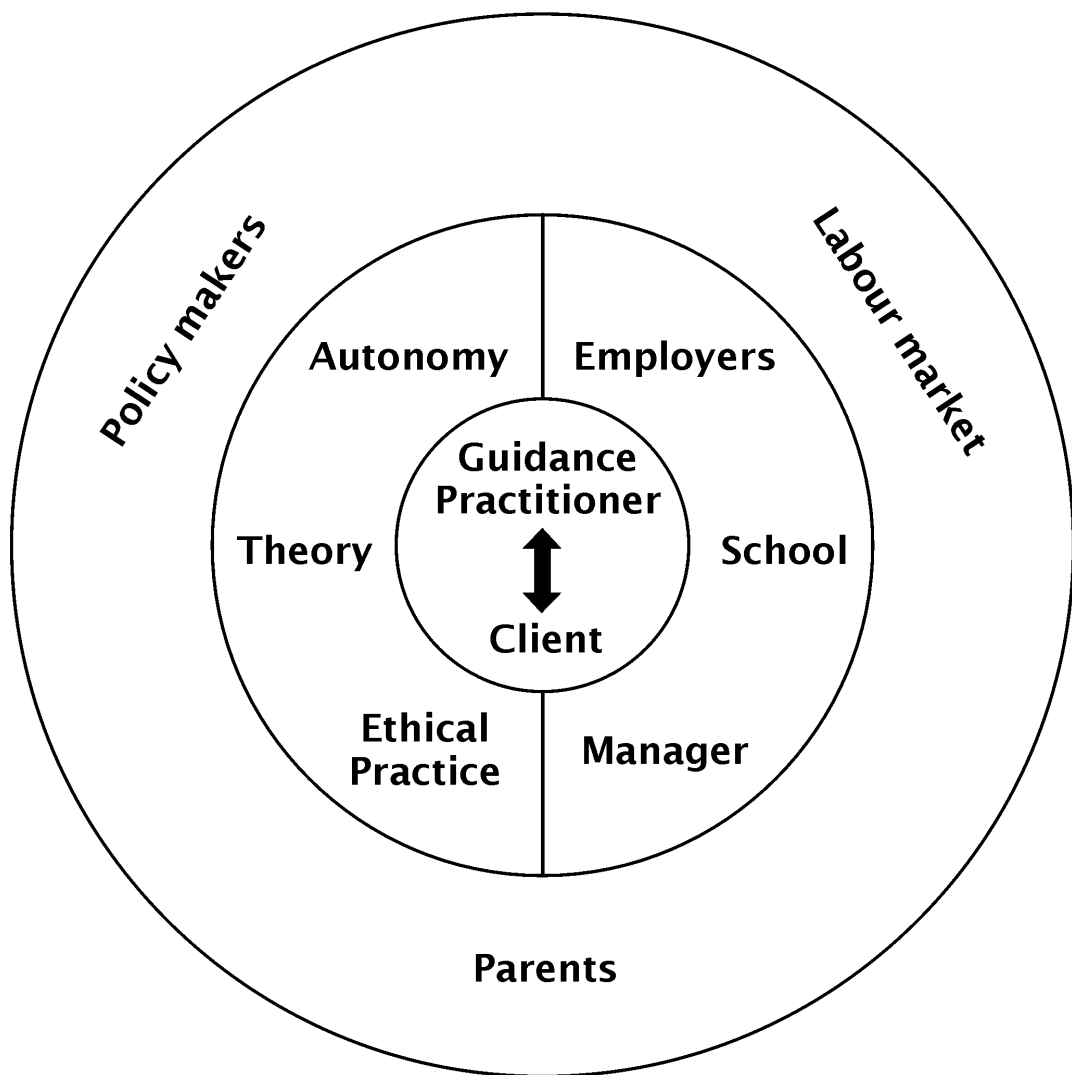 Policy makers
Labour market
Autonomy
Employers
Guidance
Practitioner
Theory
School
Client
Ethical
Practice
Manager
Parents